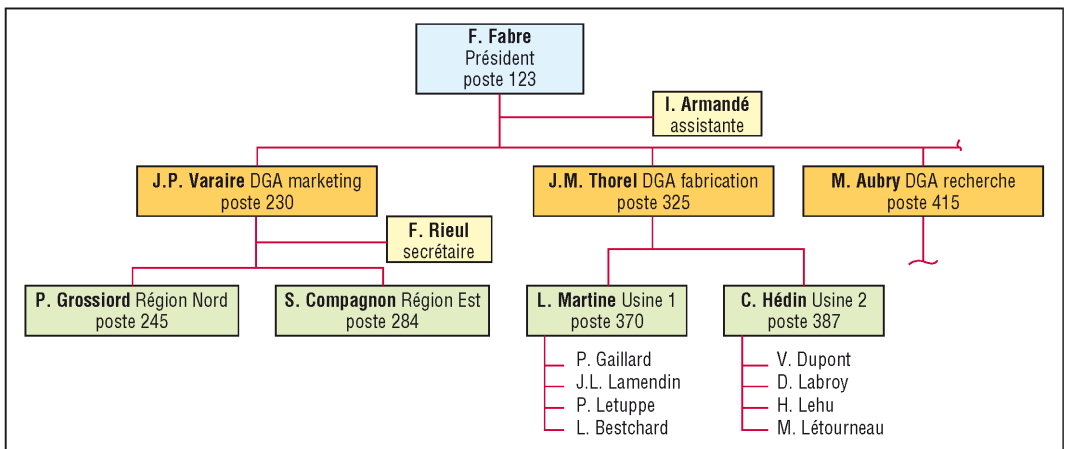 F. Fabre
Président
poste 123
I. Armandé
assistante
J.P. Varaire DGA marketing
poste 230
J.M. Thorel DGA fabrication
poste 325
M. Aubry DGA recherche
poste 415
F. Rieul
secrétaire
P. Grossiord Région Nord
poste 245
S. Compagnon Région Est
poste 284
L. Martine Usine 1
poste 370
C. Hédin Usine 2
poste 387
P. Gaillard
J.L. Lamendin
P. Letuppe
L. Bestchard
V. Dupont
D. Labroy
H. Lehu
M. Létourneau